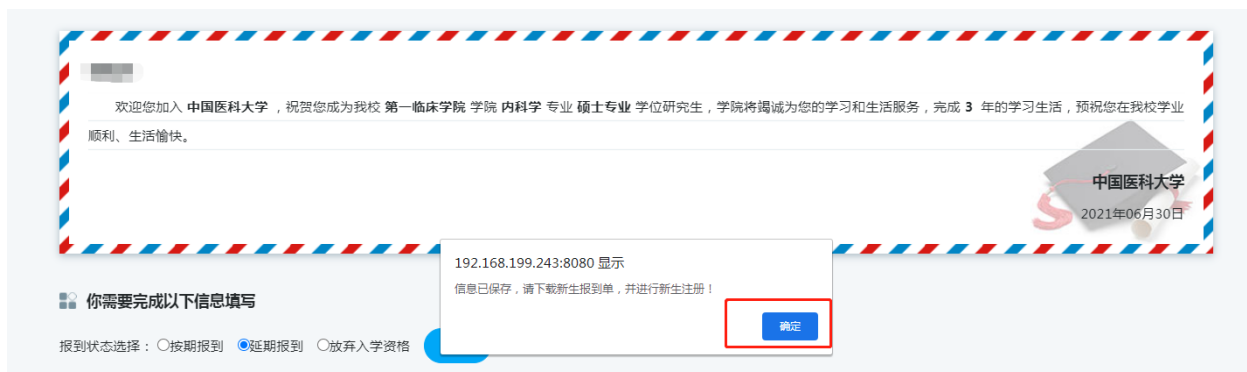 欢迎您加入 中国医科大学 ，祝贺您成为我校 第一临床学院 学院 内科学 专业 硕士专业 学位研究生，学院将竭诚为您的学习和生活服务，完成 3 年的学习生活，预祝您在我校学业
顺利、生活愉快。
中国医科大学
2021年06月30日
192.168.199.243:8080 显示
信息已保存，请下载新生报到单，并进行新生注册！
确定
你需要完成以下信息填写
报到状态选择： 按期报到 延期报到 放弃入学资格